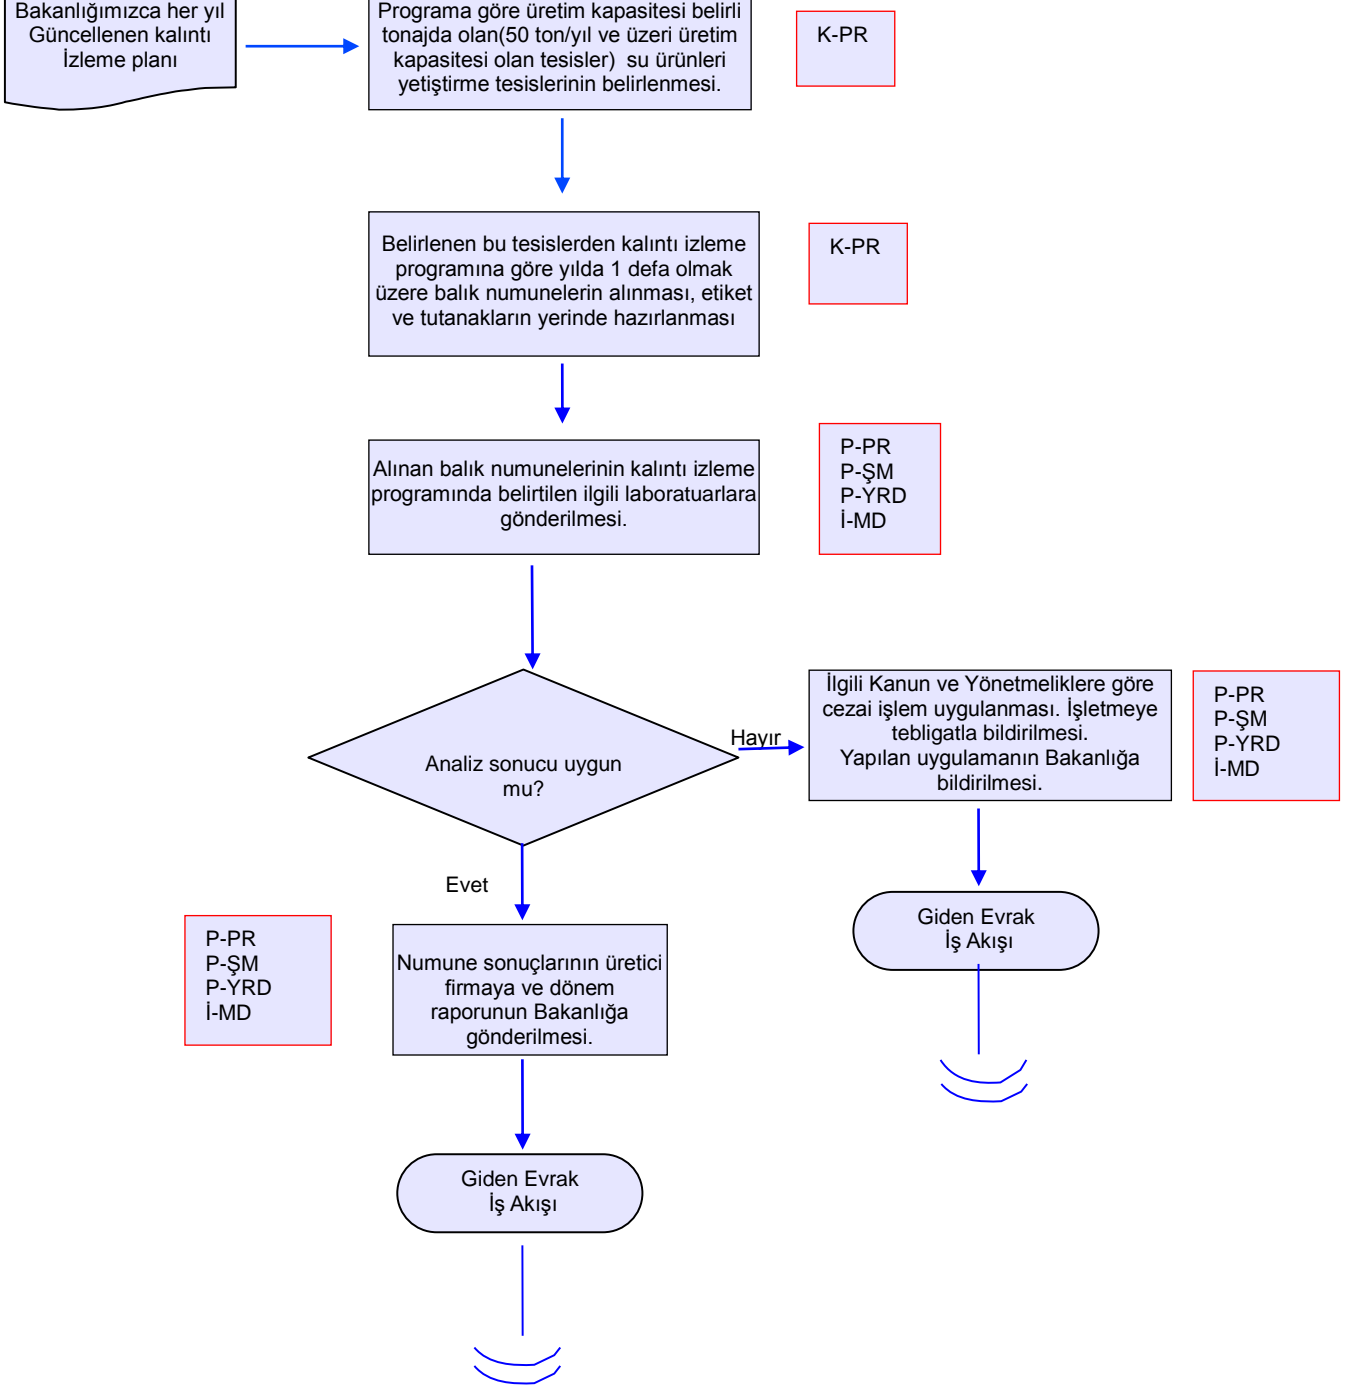 Bakanlığımızca her yıl
Güncellenen kalıntı
İzleme planı
Programa göre üretim kapasitesi belirli
tonajda olan(50 ton/yıl ve üzeri üretim
kapasitesi olan tesisler) su ürünleri
yetiştirme tesislerinin belirlenmesi.
K-PR
Belirlenen bu tesislerden kalıntı izleme
programına göre yılda 1 defa olmak
üzere balık numunelerin alınması, etiket
ve tutanakların yerinde hazırlanması
K-PR
Alınan balık numunelerinin kalıntı izleme
programında belirtilen ilgili laboratuarlara
gönderilmesi.
P-PR
P-ŞM
P-YRD
İ-MD
Analiz sonucu uygun
mu?
Hayır
İlgili Kanun ve Yönetmeliklere göre
cezai işlem uygulanması. İşletmeye
tebligatla bildirilmesi.
Yapılan uygulamanın Bakanlığa
bildirilmesi.
P-PR
P-ŞM
P-YRD
İ-MD
Evet
Giden Evrak
İş Akışı
P-PR
P-ŞM
P-YRD
İ-MD
Numune sonuçlarının üretici
firmaya ve dönem
raporunun Bakanlığa
gönderilmesi.
Giden Evrak
İş Akışı